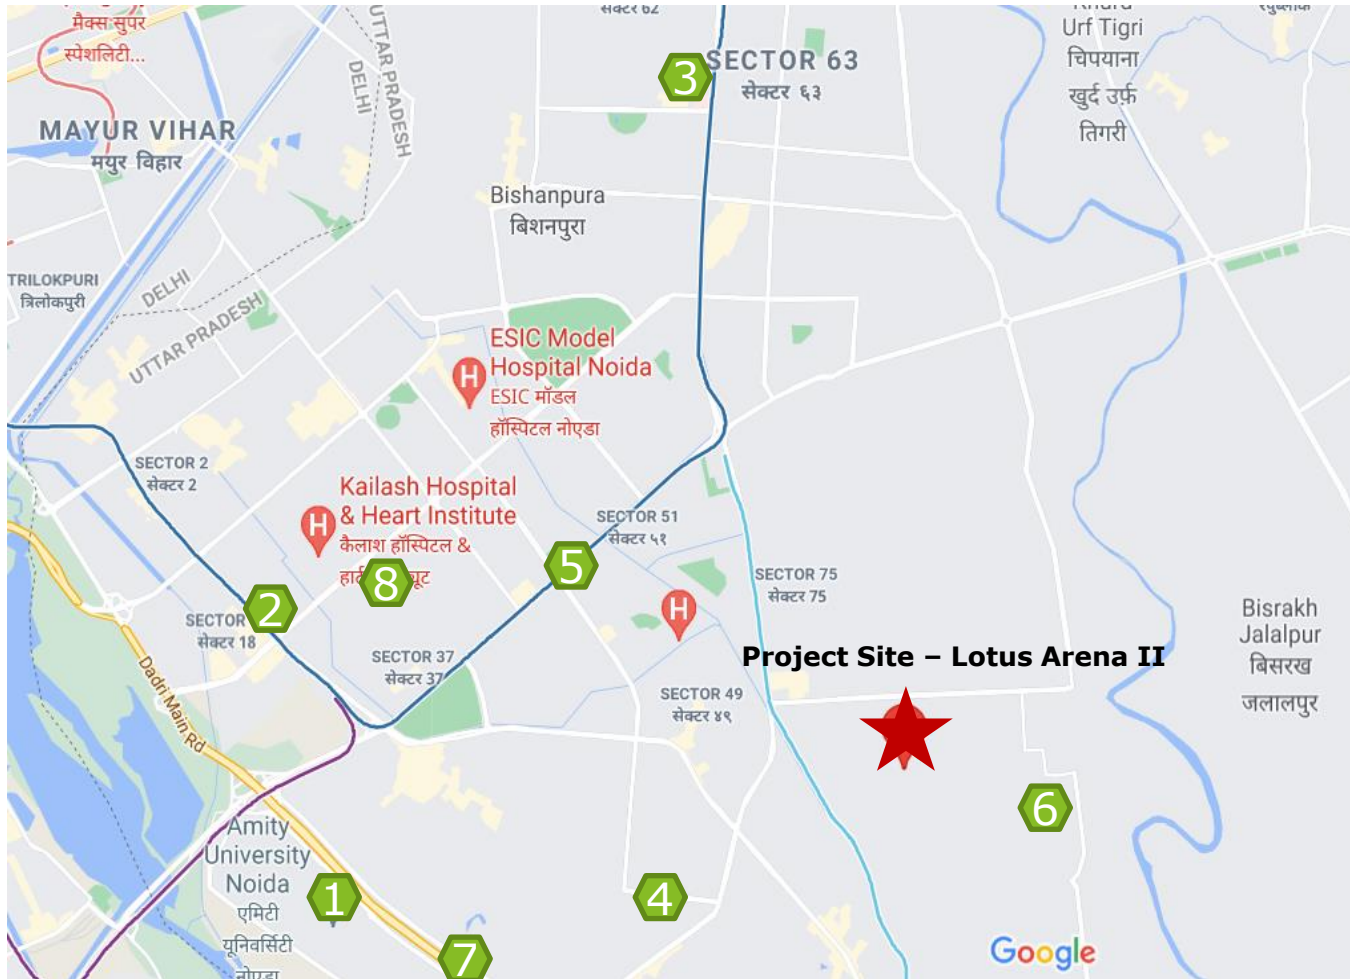 मैक्स सुपर
स्पेशलिटी...
UTTAR PRADESH
DELHI
सेक्टर 62
SECTOR 63
सेक्टर ६३
3
Urf Tigri
चिपयाना
खुर्द उर्फ़
तिगरी
MAYUR VIHAR
मयुर विहार
Bishanpura
बिशनपुरा
TRILOKPURI
त्रिलोकपुरी
DELHI
UTTAR PRADESH
ESIC Model
Hospital Noida
ESIC मॉडल
हॉस्पिटल नोएडा
H
SECTOR 2
सेक्टर 2
Kailash Hospital
& Heart Institute
कैलाश हॉस्पिटल &
H
8
SECTOR 51
सेक्टर ५१
5
SECTOR 75
सेक्टर 75
2
SECTOR
सेक्टर 18
H
Bisrakh
Jalalpur
बिसरख
जलालपुर
SECTOR 37
सेक्टर 37
Project Site – Lotus Arena II
SECTOR 49
सेक्टर ४९
Dadri Main Rd
6
Amity
University
Noida
एमिटी
यूनिवर्सिटी
नोएडा
1
4
7
Google